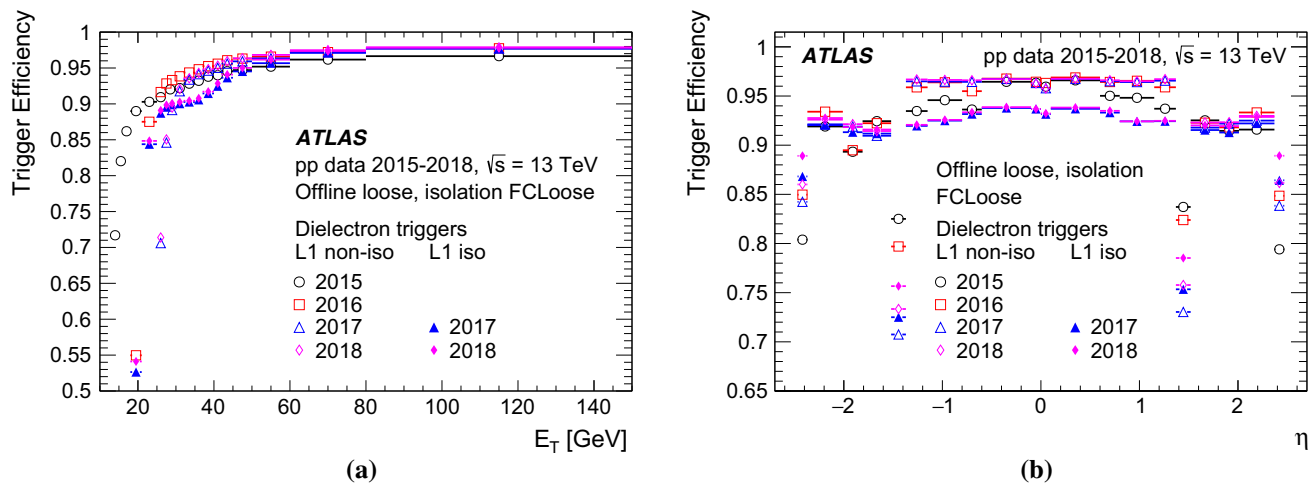 Trigger Efficiency
1
0.95
0.9
0.85
0.8
0.75
0.7
0.65
0.6
0.55
0.5
ATLAS
pp data 2015-2018, √s = 13 TeV
Offline loose, isolation FCLoose
Dielectron triggers
L1 non-iso L1 iso
2015
2016
2017 2017
2018 2018
20 40 60 80 100 120 140
E_T [GeV]
(a)
Trigger Efficiency
1
0.95
0.9
0.85
0.8
0.75
0.7
0.65
ATLAS pp data 2015-2018, √s = 13 TeV
Offline loose, isolation
FCLoose
Dielectron triggers
L1 non-iso L1 iso
2015
2016
2017 2017
2018 2018
−2 −1 0 1 2
η
(b)